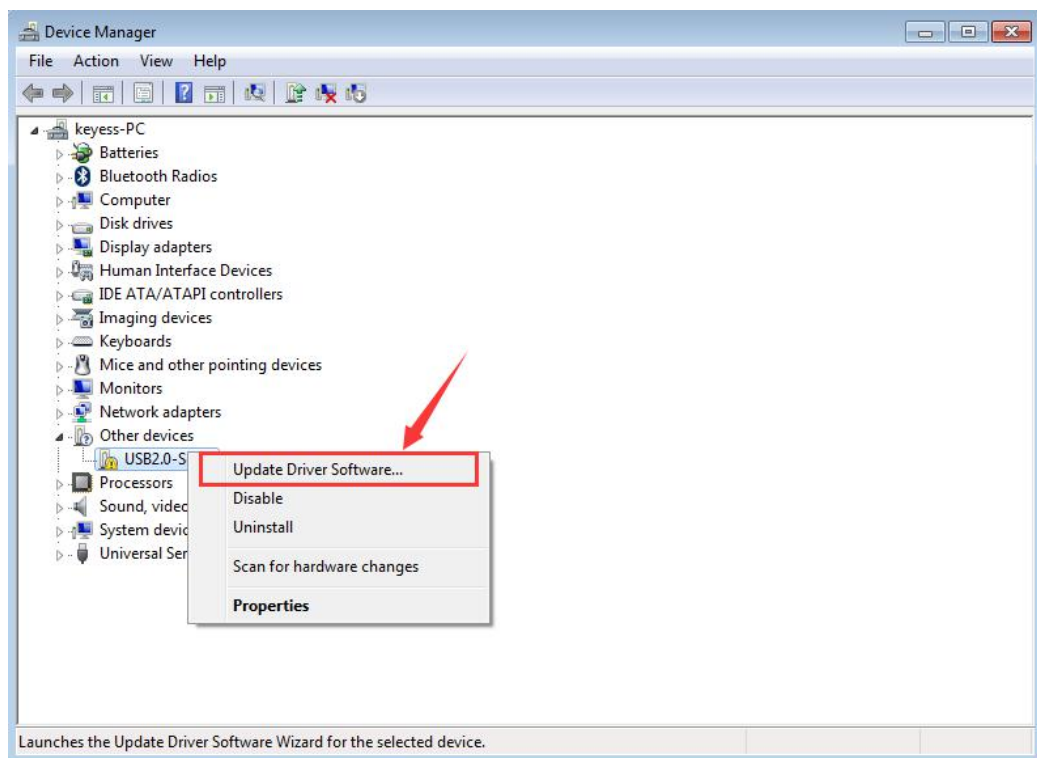 Device Manager
File Action View Help
keyess-PC
Batteries
Bluetooth Radios
Computer
Disk drives
Display adapters
Human Interface Devices
IDE ATA/ATAPI controllers
Imaging devices
Keyboards
Mice and other pointing devices
Monitors
Network adapters
Other devices
USB2.0-S
Update Driver Software...
Processors
Disable
Sound, videc
Uninstall
System devic
Universal Ser
Scan for hardware changes
Properties
Launches the Update Driver Software Wizard for the selected device.